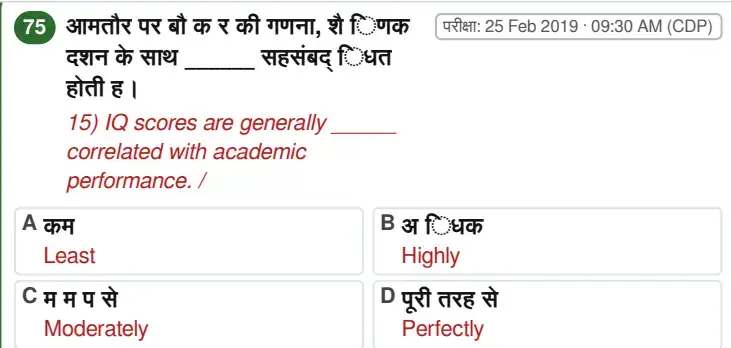 75 आमतौर पर बौ क र की गणना, शै िणक परीक्षा: 25 Feb 2019 · 09:30 AM (CDP)
दशन के साथ ______ सहसंबद् िधत
होती ह।
15) IQ scores are generally ______
correlated with academic
performance. /
A कम B अ िधक
Least Highly
C म म प से D पूरी तरह से
Moderately Perfectly